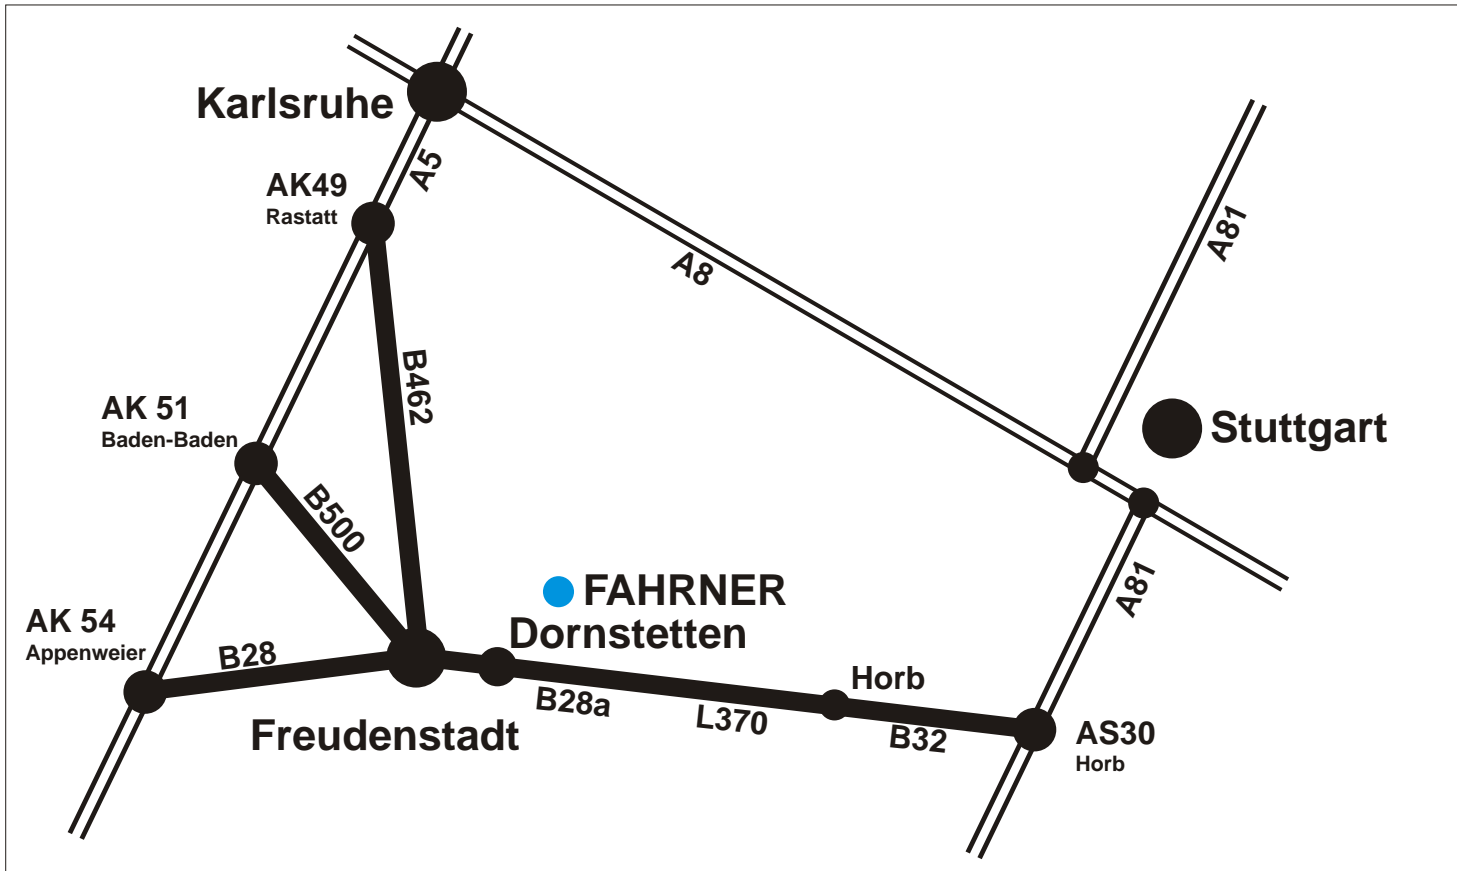 Karlsruhe
A5
AK49
Rastatt
A8
A81
B462
AK 51
Baden-Baden
Stuttgart
B500
FAHRNER
Dornstetten
A81
AK 54
Appenweier
B28
Horb
B28a
L370
Freudenstadt
B32
AS30
Horb